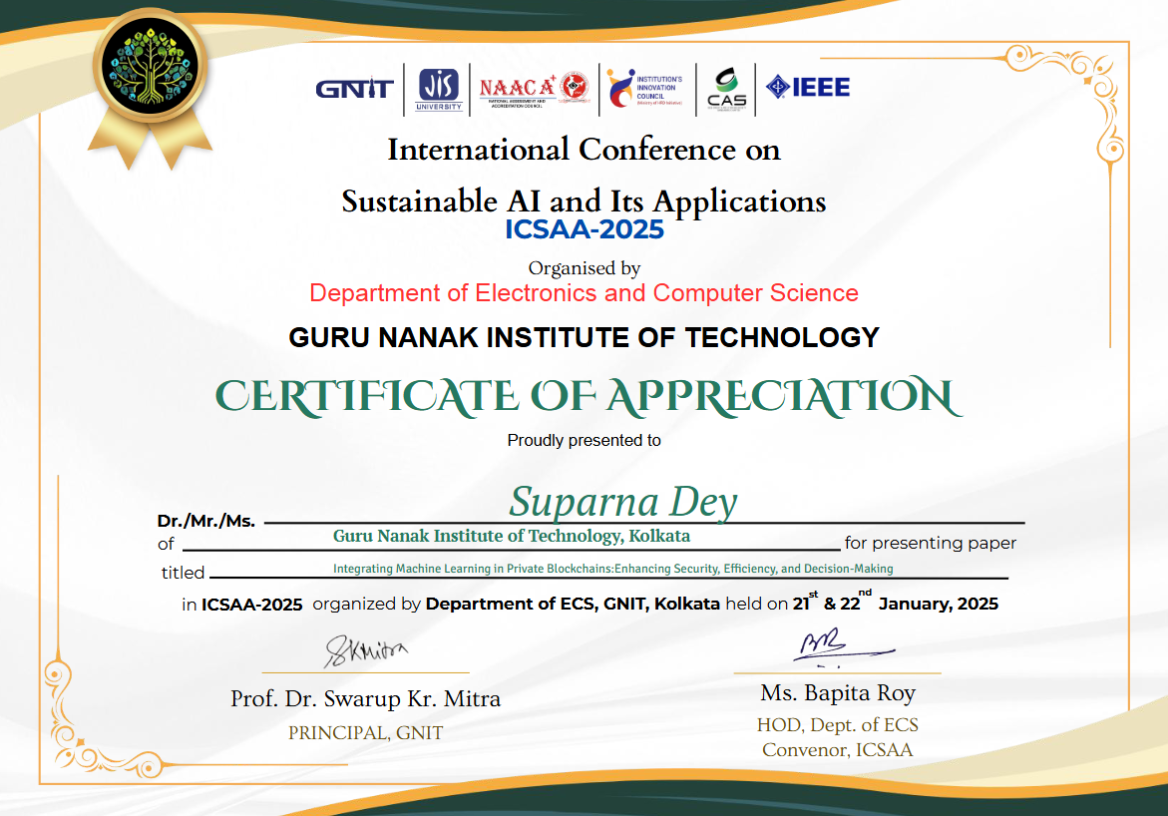 GNIT
JIS
UNIVERSITY
NAAC A+
NATIONAL ASSESSMENT AND
ACCREDITATION COUNCIL
INSTITUTION'S
INNOVATION
COUNCIL
CAS
IEEE
International Conference on
Sustainable AI and Its Applications
ICSAA-2025
Organised by
Department of Electronics and Computer Science
GURU NANAK INSTITUTE OF TECHNOLOGY
CERTIFICATE OF APPRECIATION
Proudly presented to
Dr./Mr./Ms. Suparna Dey
of Guru Nanak Institute of Technology, Kolkata for presenting paper
titled Integrating Machine Learning in Private Blockchains:Enhancing Security, Efficiency, and Decision-Making
in ICSAA-2025 organized by Department of ECS, GNIT, Kolkata held on 21st & 22nd January, 2025
SKMitra
Prof. Dr. Swarup Kr. Mitra
PRINCIPAL, GNIT
Ms. Bapita Roy
HOD, Dept. of ECS
Convenor, ICSAA